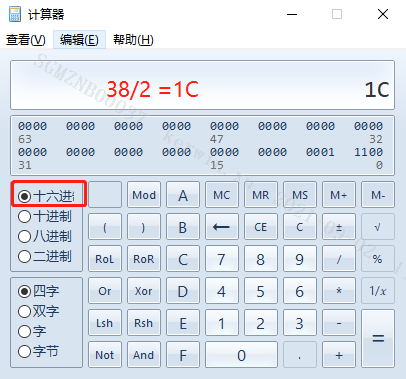 计算器
查看(V) 编辑(E) 帮助(H)
38/2 =1C 1C
0000 0000 0000 0000 0000 0000 0000 0000
63 47 32
0000 0000 0000 0000 0000 0000 0001 1100
31 15 0
十六进制 Mod A MC MR MS M+ M-
十进制 ( ) B ← CE C ± √
八进制
二进制 RoL RoR C 7 8 9 / %
四字 Or Xor D 4 5 6 * 1/x
双字
字 Lsh Rsh E 1 2 3 - =
字节 Not And F 0 . +